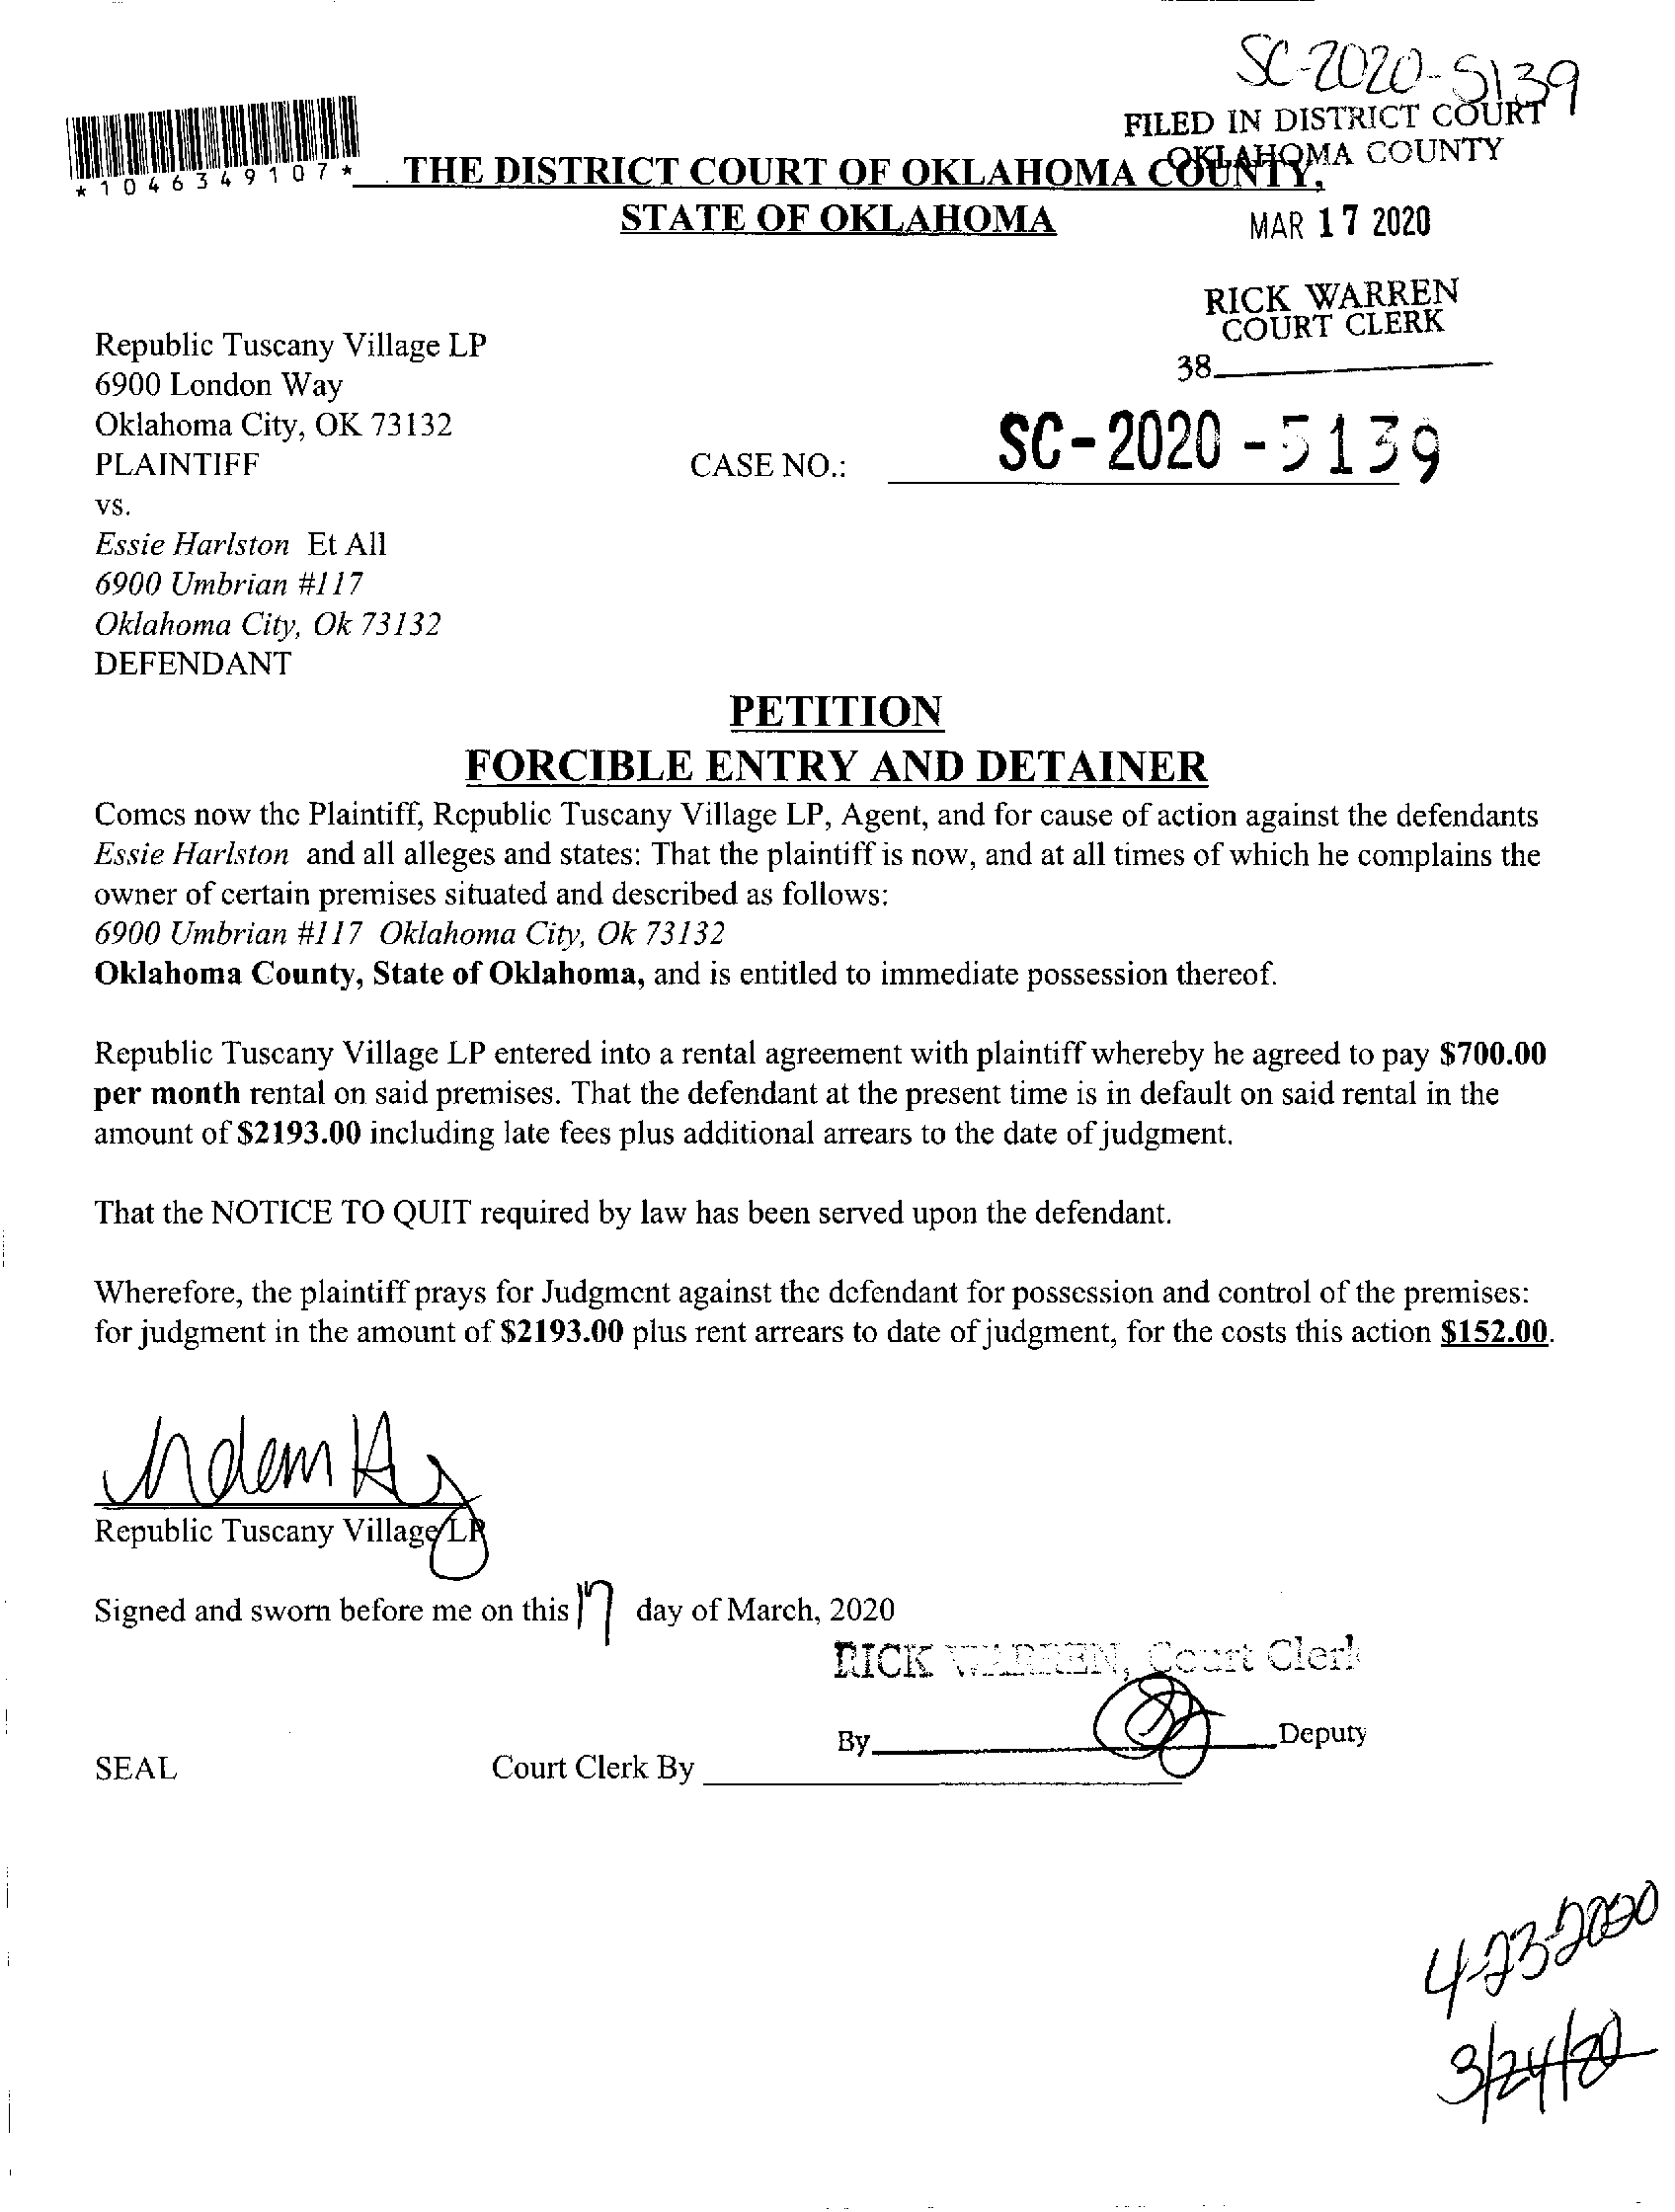 SC-2020-5139
FILED IN DISTRICT COURT
OKLAHOMA COUNTY
*1046349107*
THE DISTRICT COURT OF OKLAHOMA COUNTY,
STATE OF OKLAHOMA
MAR 17 2020
RICK WARREN
COURT CLERK
38
Republic Tuscany Village LP
6900 London Way
Oklahoma City, OK 73132
PLAINTIFF
CASE NO.: SC-2020-5139
vs.
Essie Harlston Et All
6900 Umbrian #117
Oklahoma City, Ok 73132
DEFENDANT
PETITION
FORCIBLE ENTRY AND DETAINER
Comes now the Plaintiff, Republic Tuscany Village LP, Agent, and for cause of action against the defendants
Essie Harlston and all alleges and states: That the plaintiff is now, and at all times of which he complains the
owner of certain premises situated and described as follows:
6900 Umbrian #117 Oklahoma City, Ok 73132
Oklahoma County, State of Oklahoma, and is entitled to immediate possession thereof.
Republic Tuscany Village LP entered into a rental agreement with plaintiff whereby he agreed to pay $700.00
per month rental on said premises. That the defendant at the present time is in default on said rental in the
amount of $2193.00 including late fees plus additional arrears to the date of judgment.
That the NOTICE TO QUIT required by law has been served upon the defendant.
Wherefore, the plaintiff prays for Judgment against the defendant for possession and control of the premises:
for judgment in the amount of $2193.00 plus rent arrears to date of judgment, for the costs this action $152.00.
Republic Tuscany Village LP
Signed and sworn before me on this 17 day of March, 2020
RICK WARREN, Court Clerk
By Deputy
SEAL Court Clerk By
4-23-2020
3/24/20